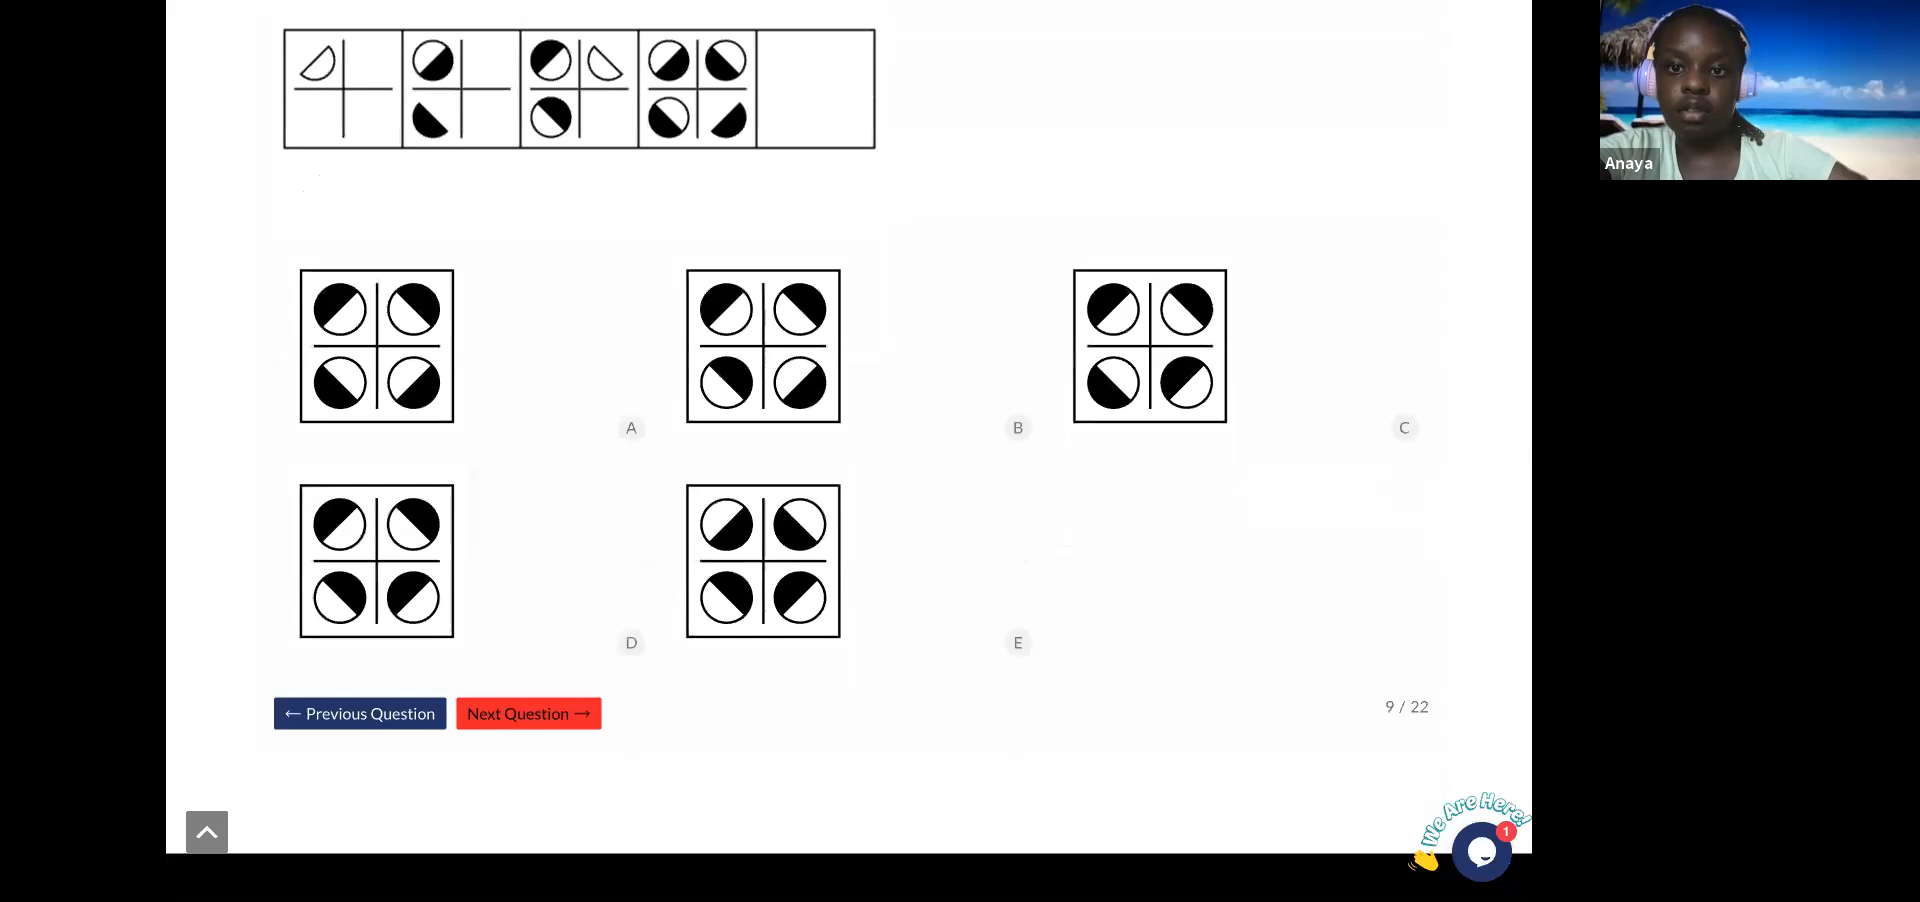 Anaya
A
B
C
D
E
← Previous Question
Next Question →
9 / 22
We Are Here!
1